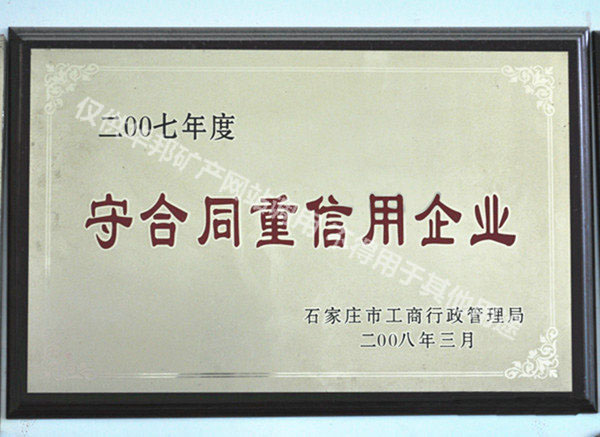 二00七年度
守合同重信用企业
石家庄市工商行政管理局
二00八年三月